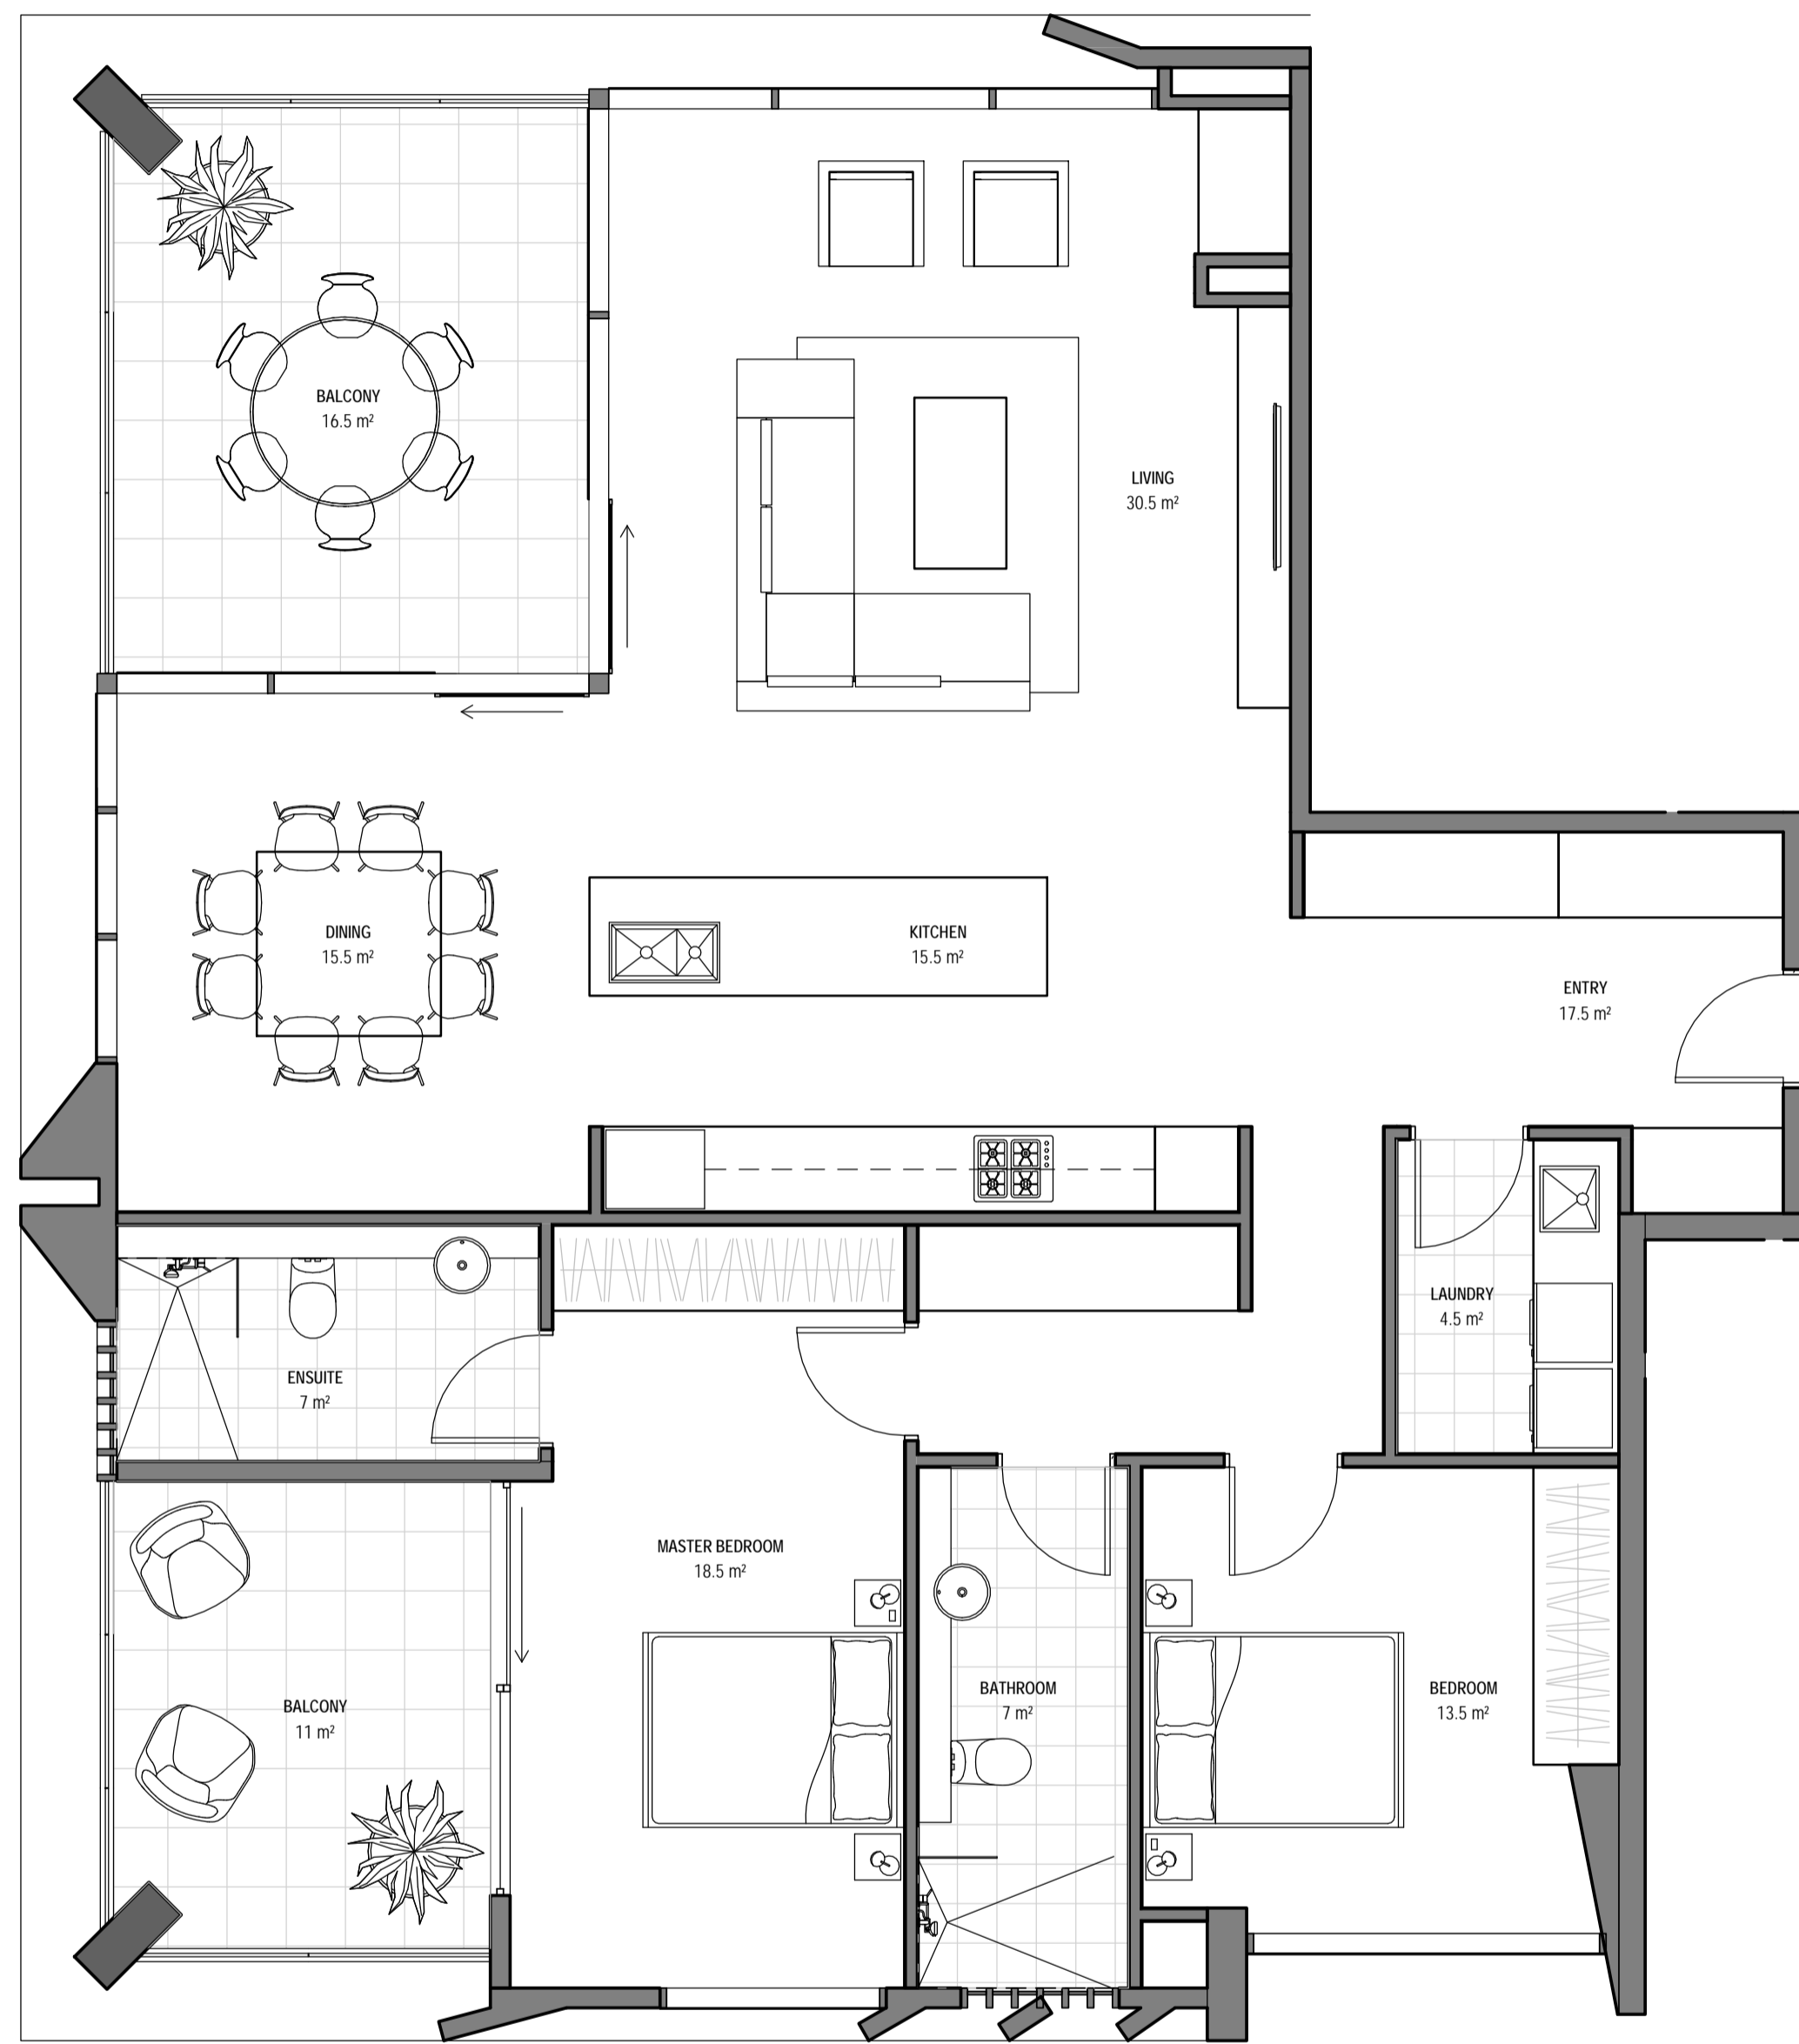 BALCONY
16.5 m²
LIVING
30.5 m²
DINING
15.5 m²
KITCHEN
15.5 m²
ENTRY
17.5 m²
LAUNDRY
4.5 m²
ENSUITE
7 m²
MASTER BEDROOM
18.5 m²
BALCONY
11 m²
BATHROOM
7 m²
BEDROOM
13.5 m²